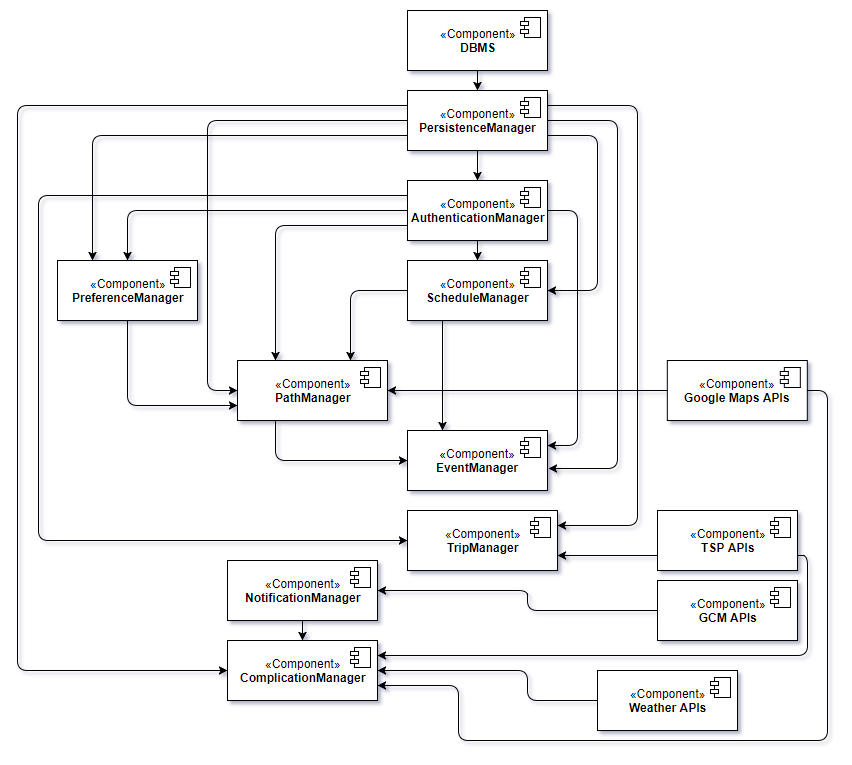 «Component»
DBMS
«Component»
PersistenceManager
«Component»
AuthenticationManager
«Component»
PreferenceManager
«Component»
ScheduleManager
«Component»
PathManager
«Component»
Google Maps APIs
«Component»
EventManager
«Component»
TripManager
«Component»
TSP APIs
«Component»
NotificationManager
«Component»
GCM APIs
«Component»
ComplicationManager
«Component»
Weather APIs